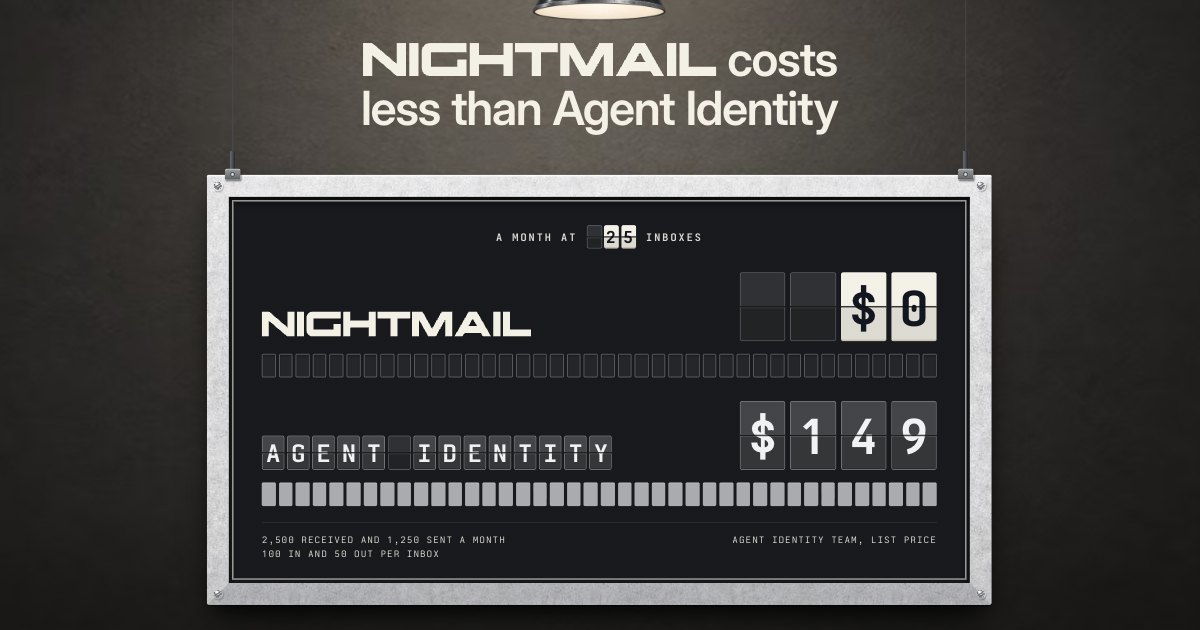 NIGHTMAIL costs
less than Agent Identity
A MONTH AT 25 INBOXES
NIGHTMAIL $0
AGENT IDENTITY $149
2,500 RECEIVED AND 1,250 SENT A MONTH
100 IN AND 50 OUT PER INBOX
AGENT IDENTITY TEAM, LIST PRICE